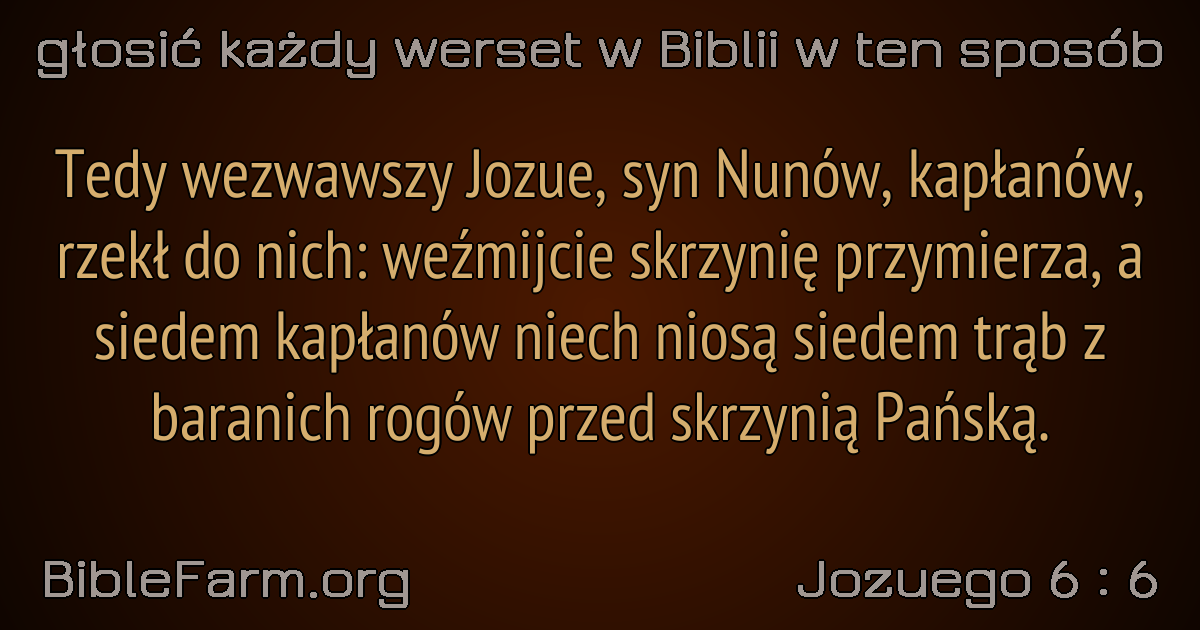 głosić każdy werset w Biblii w ten sposób
Tedy wezwawszy Jozue, syn Nunów, kapłanów,
rzekł do nich: weźmijcie skrzynię przymierza, a
siedem kapłanów niech niosą siedem trąb z
baranich rogów przed skrzynią Pańską.
BibleFarm.org
Jozuego 6 : 6